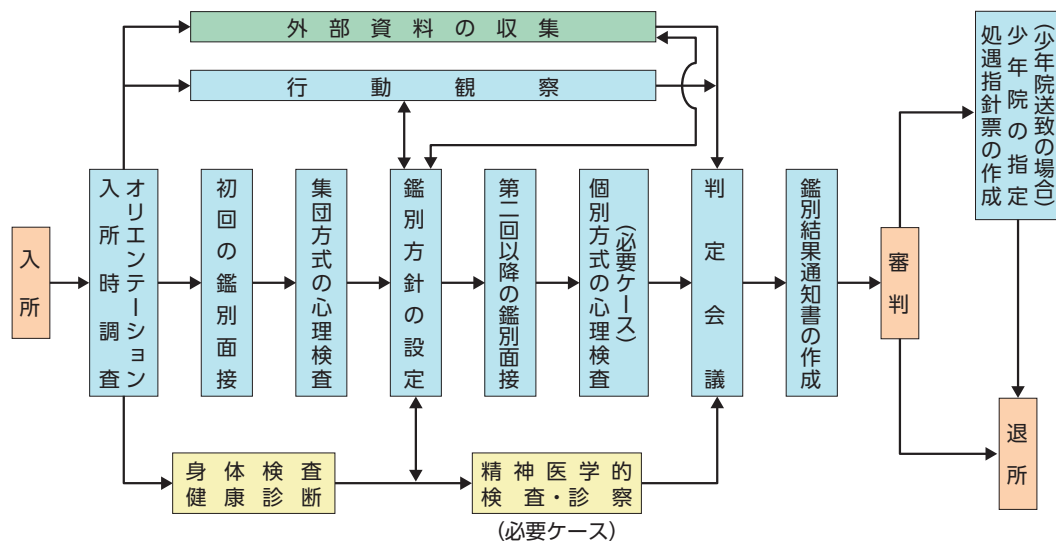 外部資料の収集
行動観察
入所
オリエンテーション
入所時調査
初回の鑑別面接
集団方式の心理検査
鑑別方針の設定
第二回以降の鑑別面接
(必要ケース)
個別方式の心理検査
判定会議
鑑別結果通知書の作成
審判
(少年院送致の場合)
少年院の指定
処遇指針票の作成
退所
身体検査
健康診断
精神医学的
検査・診察
(必要ケース)